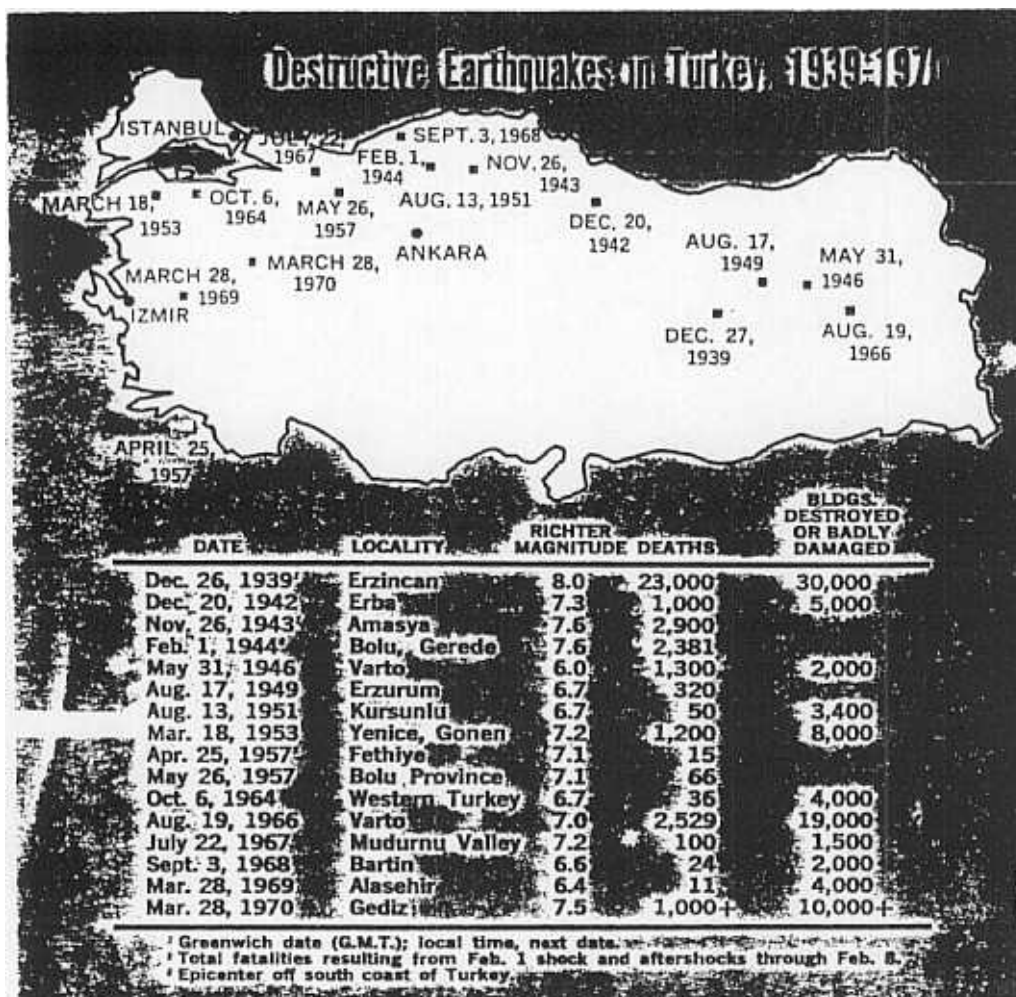 Destructive Earthquakes in Turkey, 1939-197
ISTANBUL
JULY 22,
1967
SEPT. 3, 1968
FEB. 1,
1944
NOV. 26,
1943
MARCH 18,
1953
OCT. 6,
1964
MAY 26,
1957
AUG. 13, 1951
DEC. 20,
1942
ANKARA
AUG. 17,
1949
MAY 31,
1946
MARCH 28,
1969
MARCH 28,
1970
IZMIR
DEC. 27,
1939
AUG. 19,
1966
APRIL 25,
1957
DATE LOCALITY RICHTER MAGNITUDE DEATHS BLDGS. DESTROYED OR BADLY DAMAGED
Dec. 26, 1939¹ Erzincan 8.0 23,000 30,000
Dec. 20, 1942 Erba 7.3 1,000 5,000
Nov. 26, 1943 Amasya 7.6 2,900
Feb. 1, 1944² Bolu, Gerede 7.6 2,381
May 31, 1946 Varto 6.0 1,300 2,000
Aug. 17, 1949 Erzurum 6.7 320
Aug. 13, 1951 Kursunlu 6.7 50 3,400
Mar. 18, 1953 Yenice, Gonen 7.2 1,200 8,000
Apr. 25, 1957³ Fethiye 7.1 15
May 26, 1957 Bolu Province 7.1 66
Oct. 6, 1964 Western Turkey 6.7 36 4,000
Aug. 19, 1966 Varto 7.0 2,529 19,000
July 22, 1967 Mudurnu Valley 7.2 100 1,500
Sept. 3, 1968 Bartin 6.6 24 2,000
Mar. 28, 1969 Alasehir 6.4 11 4,000
Mar. 28, 1970 Gediz 7.5 1,000+ 10,000+
¹ Greenwich date (G.M.T.); local time, next date.
² Total fatalities resulting from Feb. 1 shock and aftershocks through Feb. 8.
³ Epicenter off south coast of Turkey.